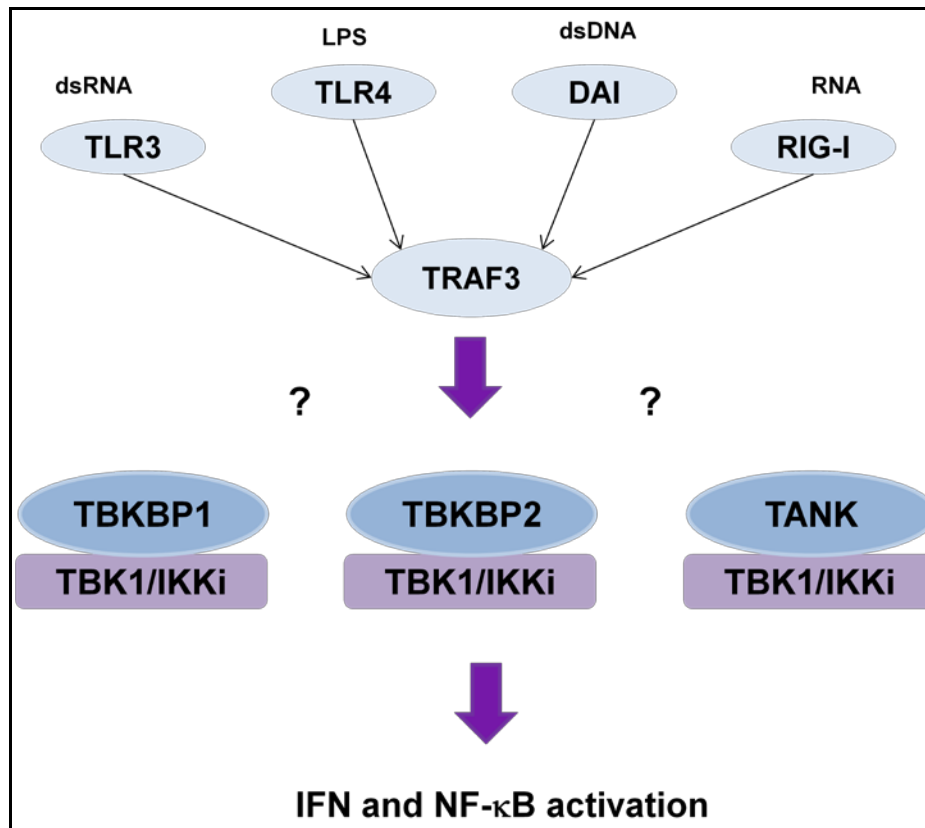 LPS
dsDNA
dsRNA
RNA
TLR4
DAI
TLR3
RIG-I
TRAF3
?
?
TBKBP1
TBKBP2
TANK
TBK1/IKKi
TBK1/IKKi
TBK1/IKKi
IFN and NF-κB activation